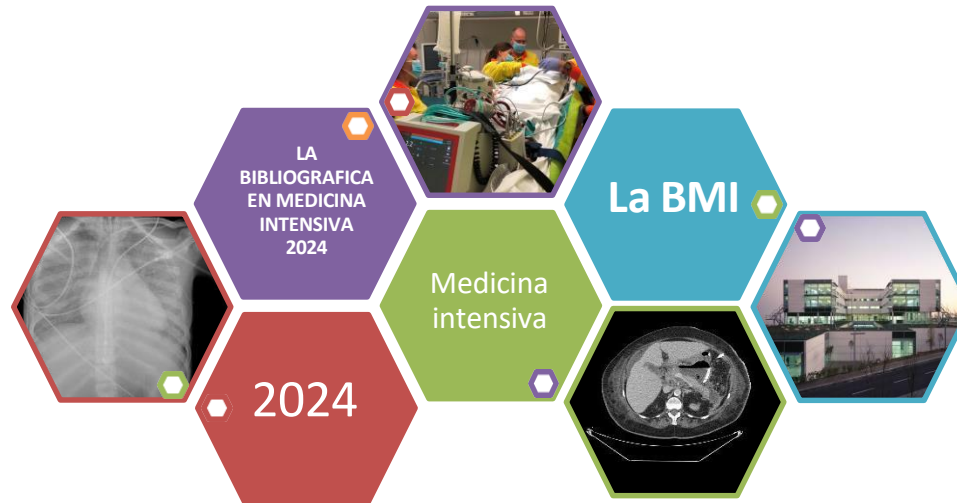 LA
BIBLIOGRAFICA
EN MEDICINA
INTENSIVA
2024
La BMI
Medicina
intensiva
2024